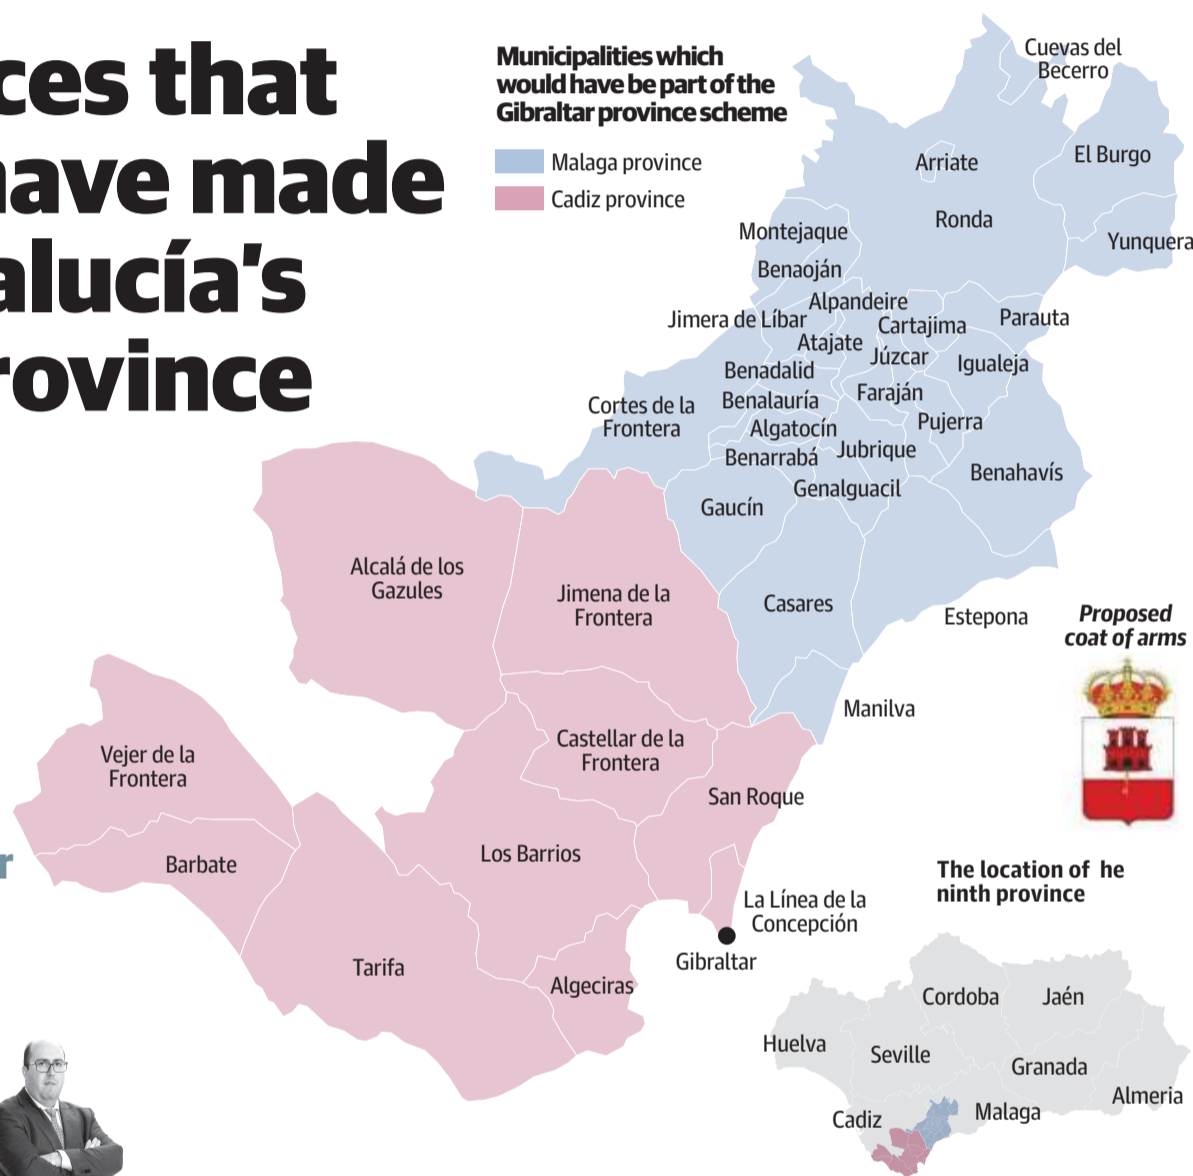 ces that
have made
alucía's
rovince
Municipalities which
would have be part of the
Gibraltar province scheme
Malaga province
Cadiz province
Cuevas del
Becerro
El Burgo
Arriate
Ronda
Yunquera
Montejaque
Benaoján
Alpandeire
Jimera de Líbar
Cartajima
Parauta
Atajate
Júzcar
Igualeja
Benadalid
Faraján
Benalauría
Cortes de la
Frontera
Pujerra
Algatocín
Jubrique
Benarrabá
Benahavís
Genalguacil
Gaucín
Alcalá de los
Gazules
Jimena de la
Frontera
Casares
Estepona
Proposed
coat of arms
Manilva
Vejer de la
Frontera
Castellar de la
Frontera
San Roque
Barbate
Los Barrios
r
La Línea de la
Concepción
Gibraltar
Tarifa
Algeciras
The location of he
ninth province
Cordoba
Jaén
Huelva
Seville
Granada
Almeria
Cadiz
Malaga